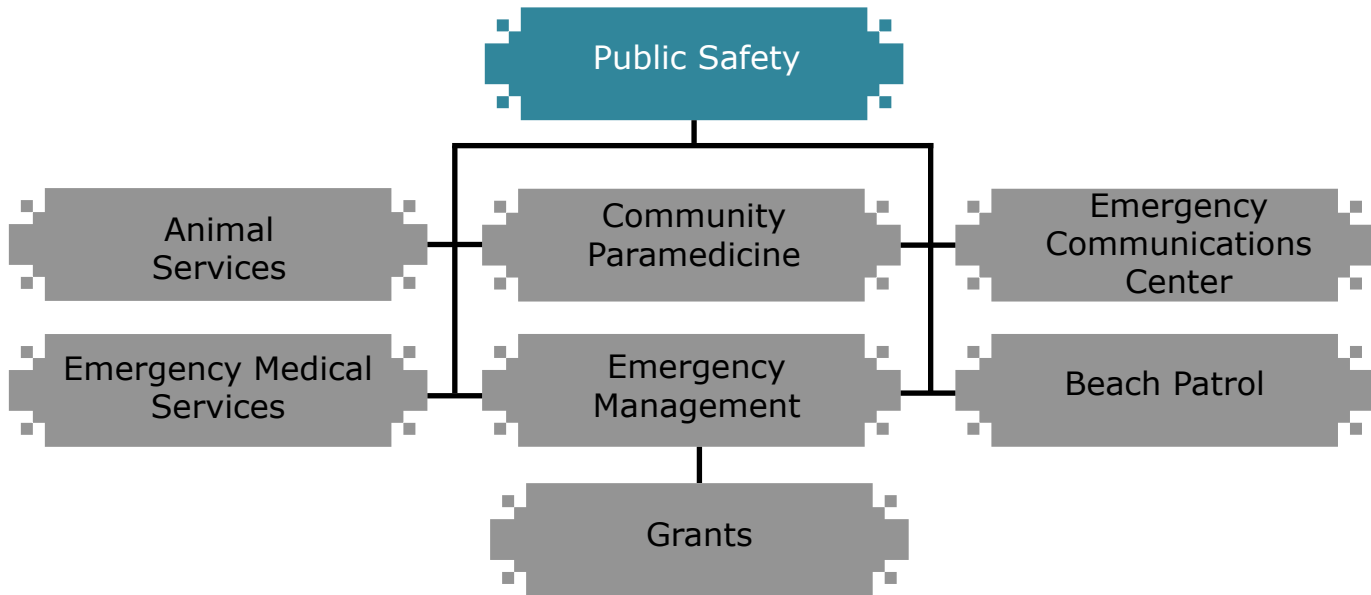 Public Safety
Animal
Services
Community
Paramedicine
Emergency
Communications
Center
Emergency Medical
Services
Emergency
Management
Beach Patrol
Grants